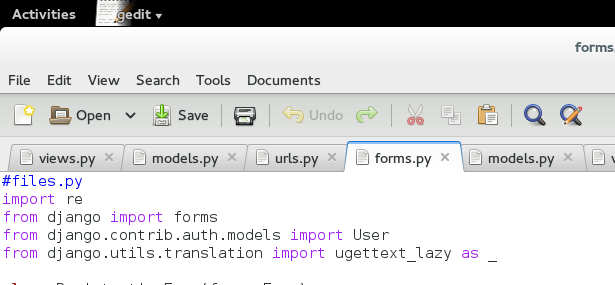 Activities gedit
forms.
File Edit View Search Tools Documents
Open Save Undo
views.py models.py urls.py forms.py models.py
#files.py
import re
from django import forms
from django.contrib.auth.models import User
from django.utils.translation import ugettext_lazy as _